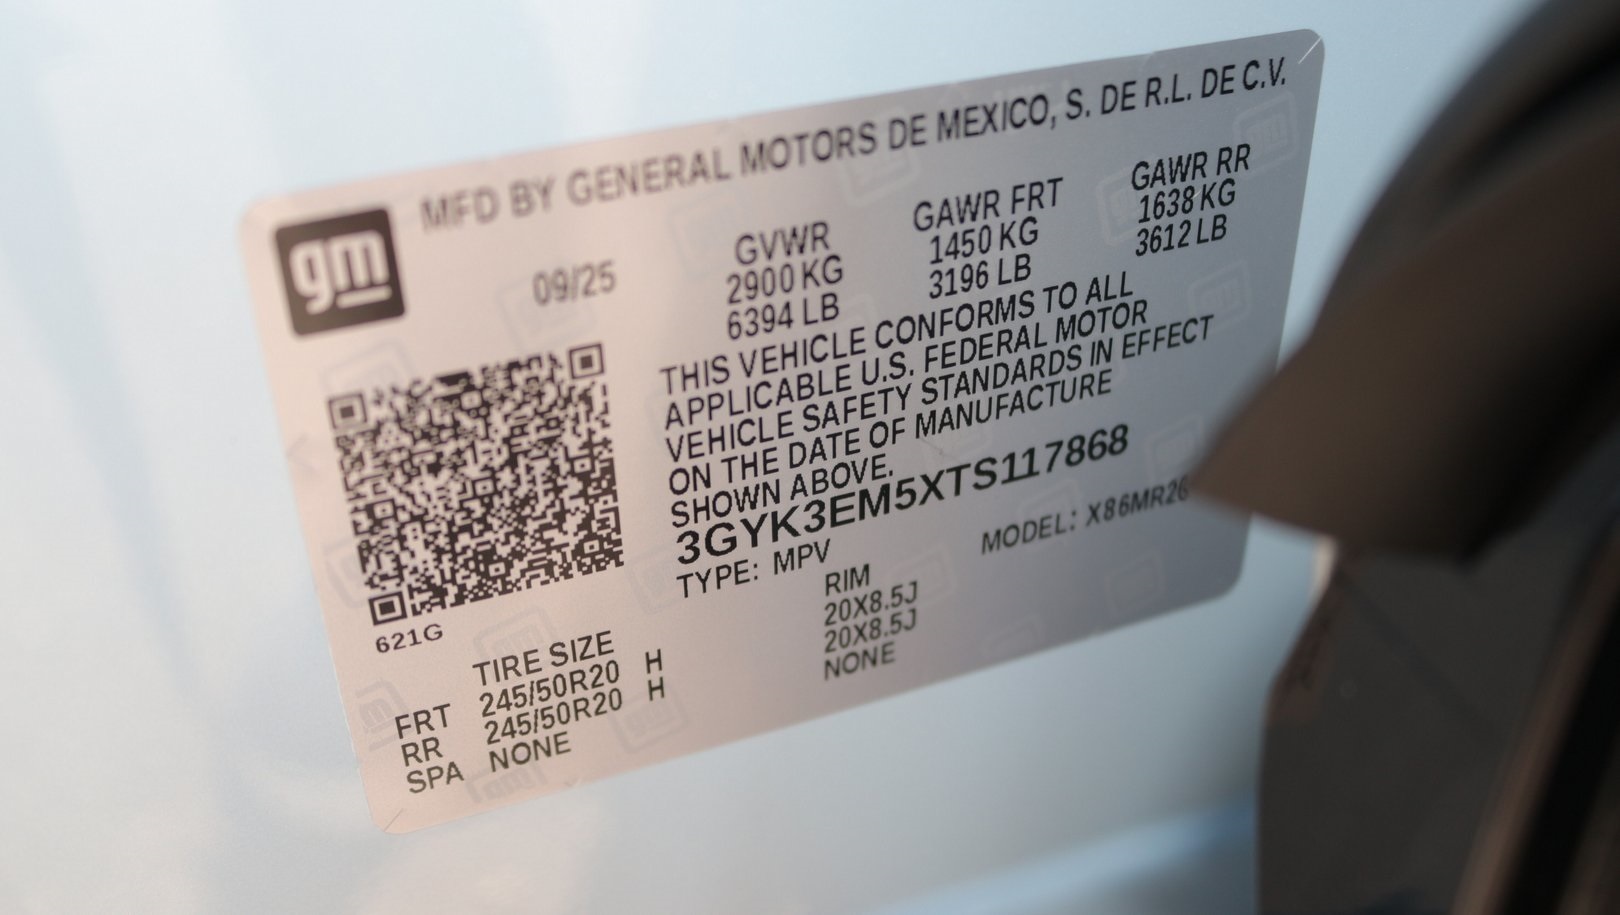 MFD BY GENERAL MOTORS DE MEXICO, S. DE R.L. DE C.V.
gm
09/25
GVWR GAWR FRT GAWR RR
2900 KG 1450 KG 1638 KG
6394 LB 3196 LB 3612 LB
THIS VEHICLE CONFORMS TO ALL
APPLICABLE U.S. FEDERAL MOTOR
VEHICLE SAFETY STANDARDS IN EFFECT
ON THE DATE OF MANUFACTURE
SHOWN ABOVE.
3GYK3EM5XTS117868
TYPE: MPV MODEL:
621G
TIRE SIZE RIM
FRT 245/50R20 H 20X8.5J
RR 245/50R20 H 20X8.5J
SPA NONE NONE